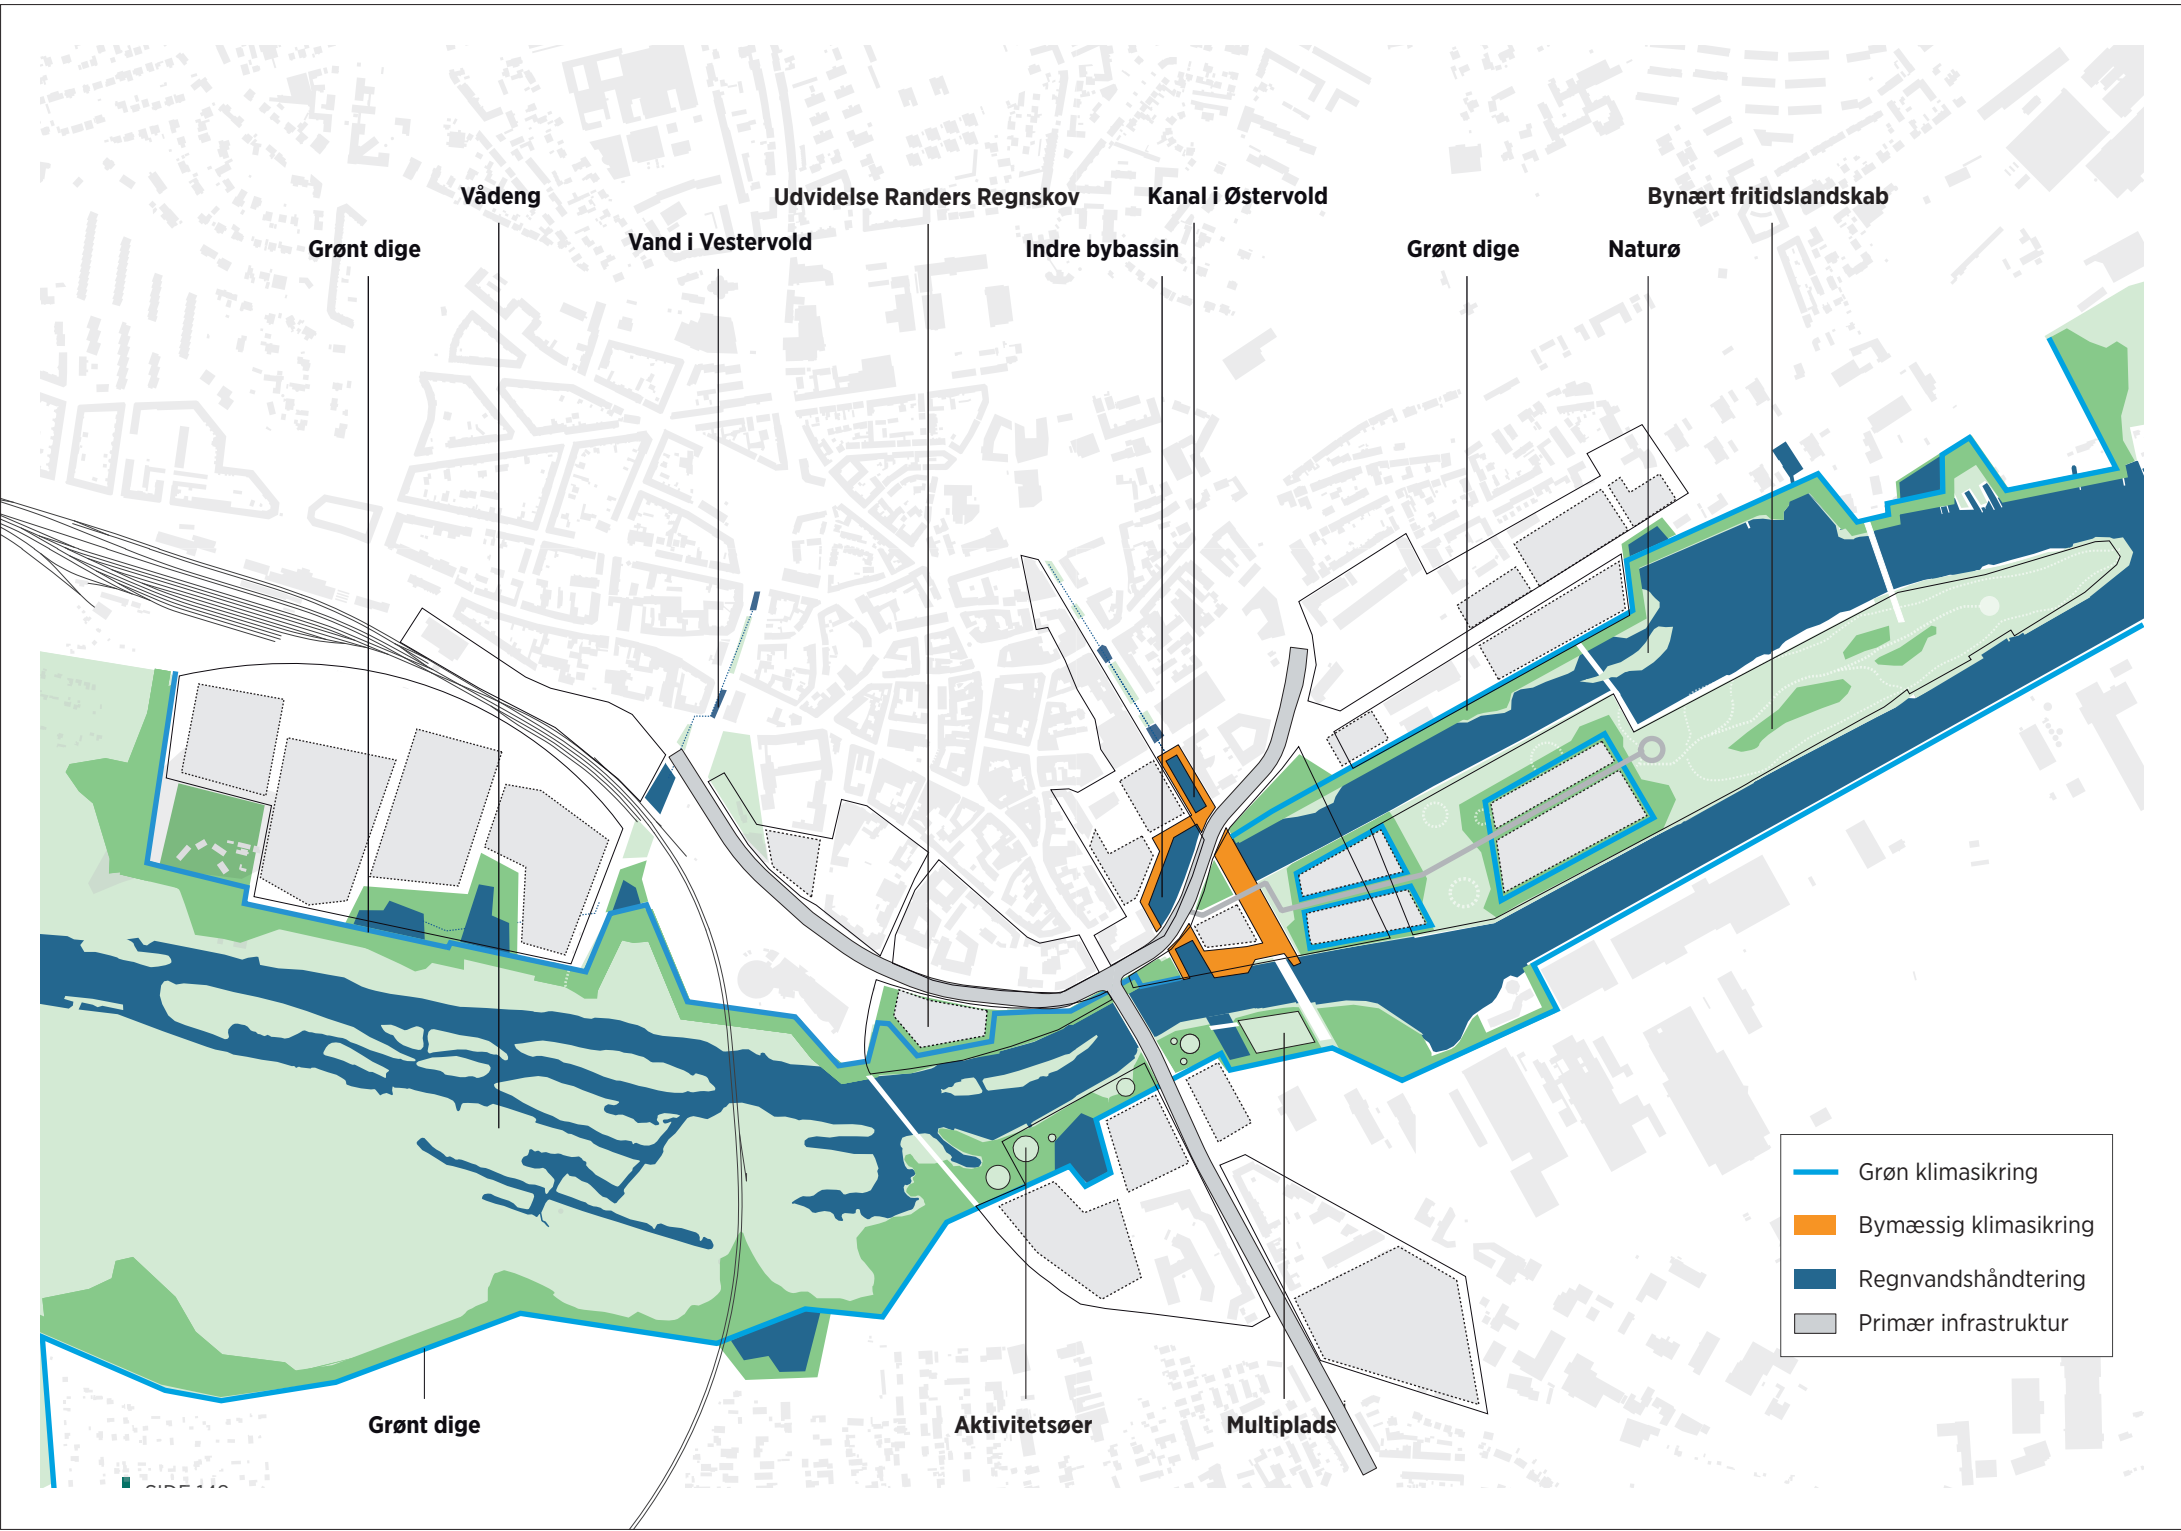 Vådeng
Udvidelse Randers Regnskov
Kanal i Østervold
Bynært fritidslandskab
Grønt dige
Vand i Vestervold
Indre bybassin
Grønt dige
Naturø
Grøn klimasikring
Bymæssig klimasikring
Regnvandshåndtering
Primær infrastruktur
Grønt dige
Aktivitetsøer
Multiplads